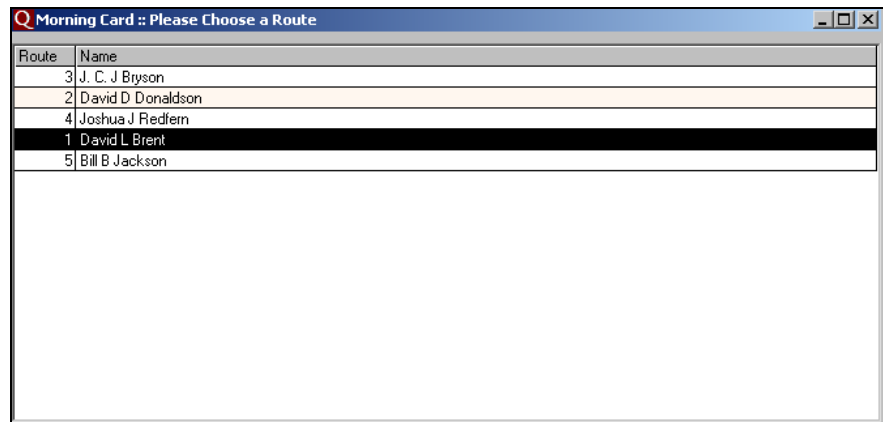 Q Morning Card :: Please Choose a Route
Route Name
3 J. C. J Bryson
2 David D Donaldson
4 Joshua J Redfern
1 David L Brent
5 Bill B Jackson